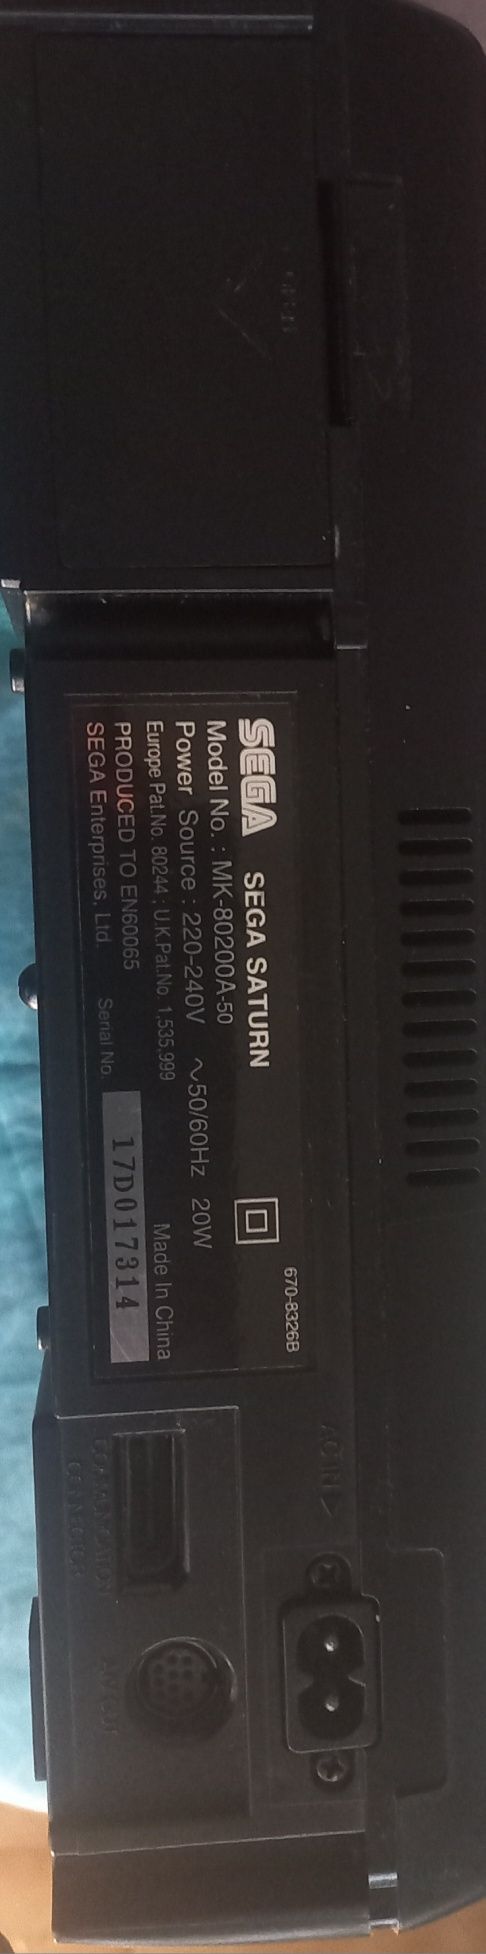 OPEN
SEGA SEGA SATURN
670-8326B
Model No. : MK-80200A-50
Power Source : 220-240V ∿50/60Hz 20W
Europe Pat.No. 80244 ; U.K.Pat.No. 1,535,999 Made In China
PRODUCED TO EN60065
SEGA Enterprises, Ltd. Serial No. 17D017314
AC IN ▷
COMMUNICATION
CONNECTOR
AV OUT